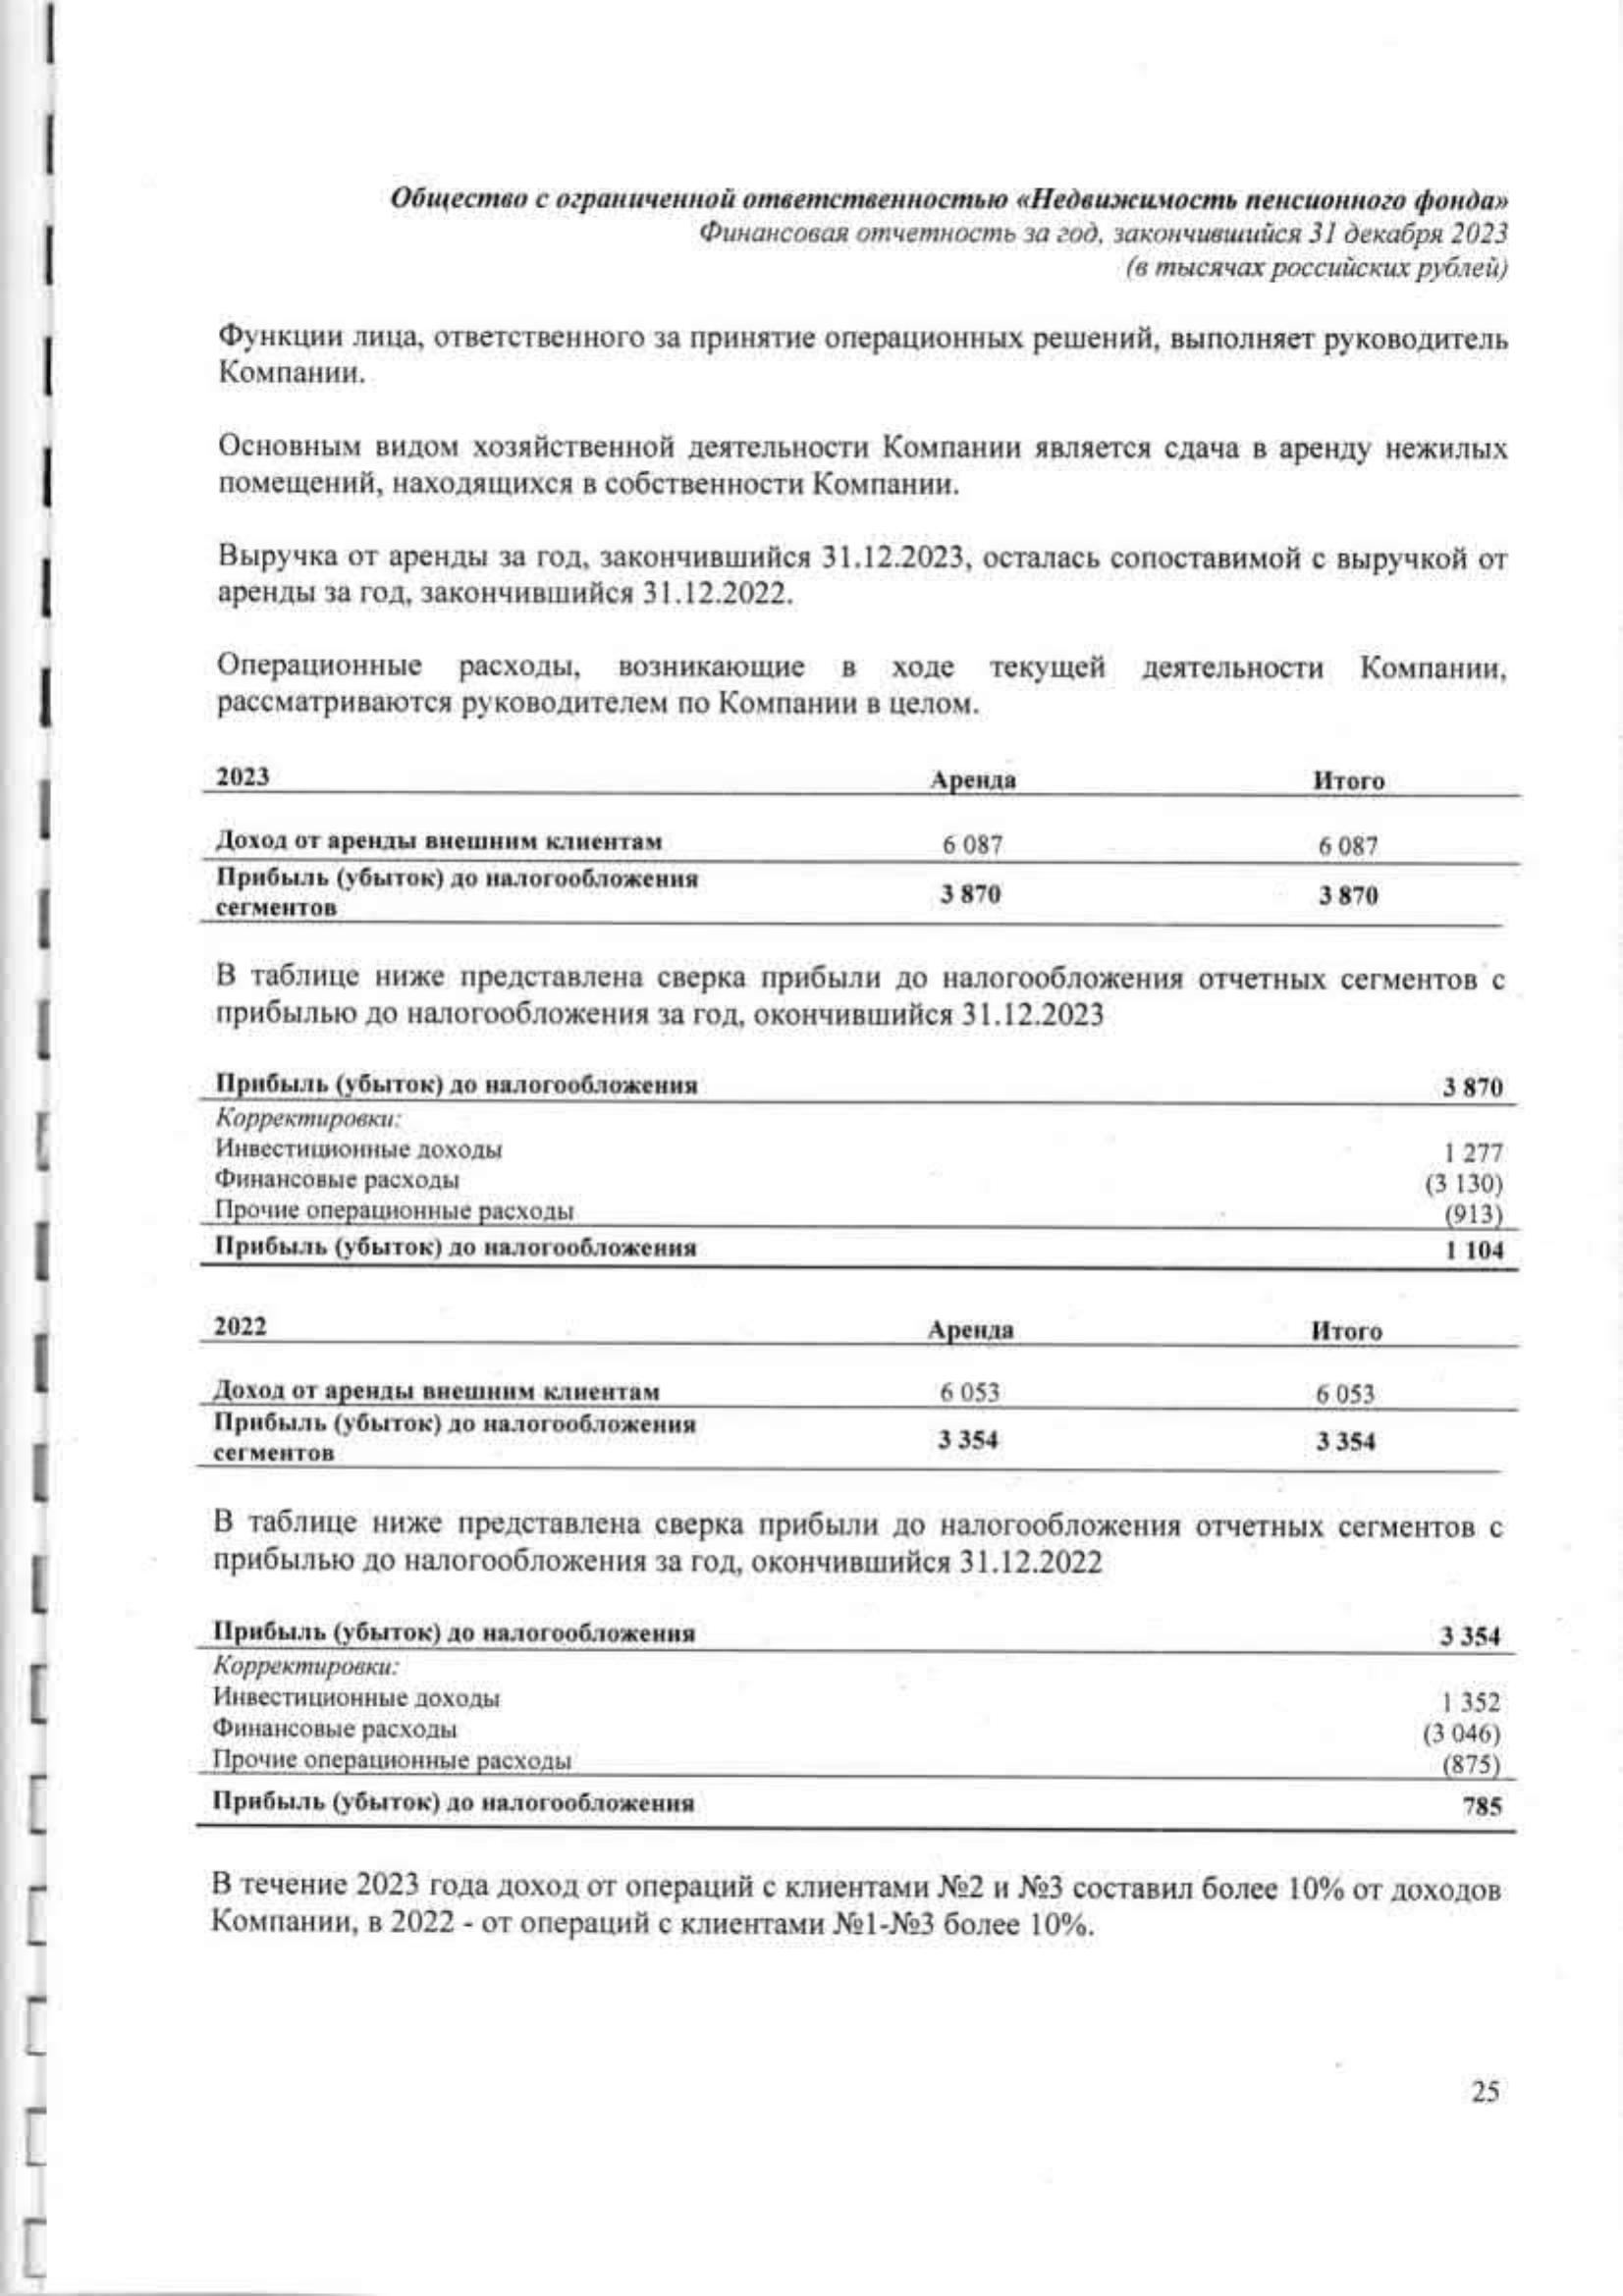 Общество с ограниченной ответственностью «Недвижимость пенсионного фонда»
Финансовая отчетность за год, закончившийся 31 декабря 2023
(в тысячах российских рублей)
Функции лица, ответственного за принятие операционных решений, выполняет руководитель
Компании.
Основным видом хозяйственной деятельности Компании является сдача в аренду нежилых
помещений, находящихся в собственности Компании.
Выручка от аренды за год, закончившийся 31.12.2023, осталась сопоставимой с выручкой от
аренды за год, закончившийся 31.12.2022.
Операционные расходы, возникающие в ходе текущей деятельности Компании,
рассматриваются руководителем по Компании в целом.
2023 Аренда Итого
Доход от аренды внешним клиентам 6 087 6 087
Прибыль (убыток) до налогообложения
сегментов 3 870 3 870
В таблице ниже представлена сверка прибыли до налогообложения отчетных сегментов с
прибылью до налогообложения за год, окончившийся 31.12.2023
Прибыль (убыток) до налогообложения 3 870
Корректировки:
Инвестиционные доходы 1 277
Финансовые расходы (3 130)
Прочие операционные расходы (913)
Прибыль (убыток) до налогообложения 1 104
2022 Аренда Итого
Доход от аренды внешним клиентам 6 053 6 053
Прибыль (убыток) до налогообложения
сегментов 3 354 3 354
В таблице ниже представлена сверка прибыли до налогообложения отчетных сегментов с
прибылью до налогообложения за год, окончившийся 31.12.2022
Прибыль (убыток) до налогообложения 3 354
Корректировки:
Инвестиционные доходы 1 352
Финансовые расходы (3 046)
Прочие операционные расходы (875)
Прибыль (убыток) до налогообложения 785
В течение 2023 года доход от операций с клиентами №2 и №3 составил более 10% от доходов
Компании, в 2022 - от операций с клиентами №1-№3 более 10%.
25